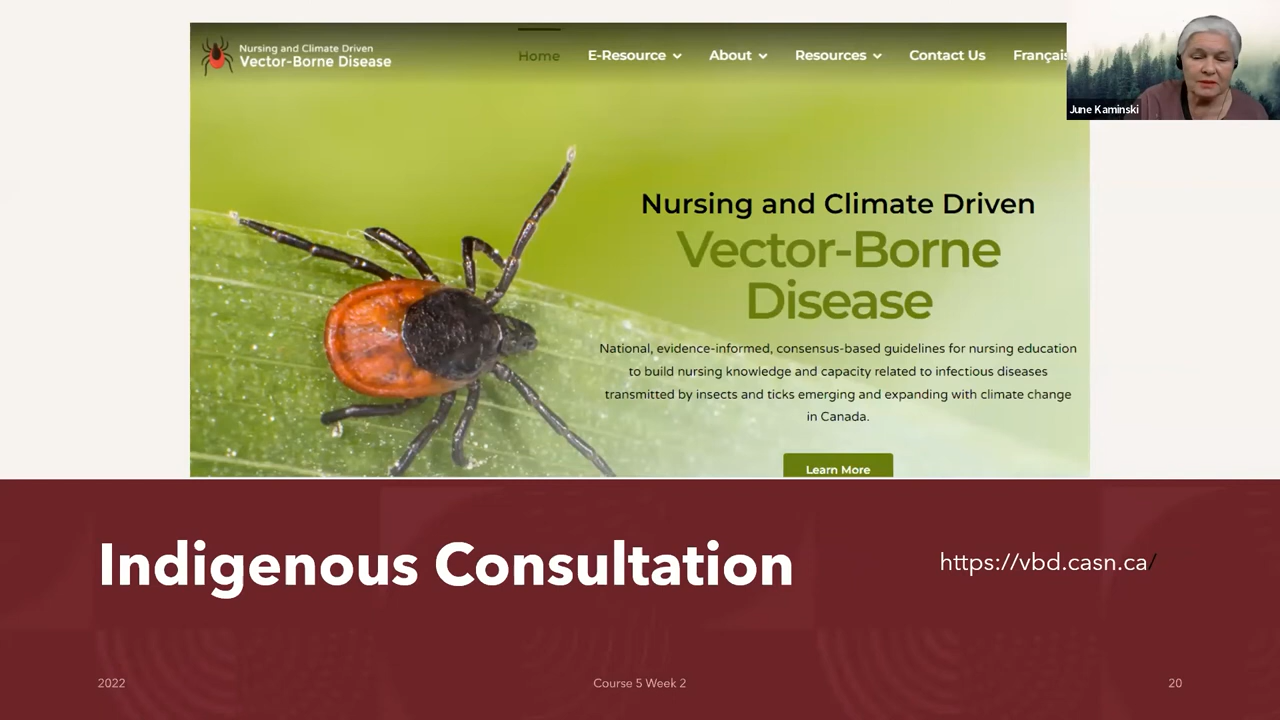 Nursing and Climate Driven
Vector-Borne Disease
Home E-Resource About Resources Contact Us Françai
June Kaminski
Nursing and Climate Driven
Vector-Borne
Disease
National, evidence-informed, consensus-based guidelines for nursing education
to build nursing knowledge and capacity related to infectious diseases
transmitted by insects and ticks emerging and expanding with climate change
in Canada.
Learn More
Indigenous Consultation
https://vbd.casn.ca/
2022 Course 5 Week 2 20